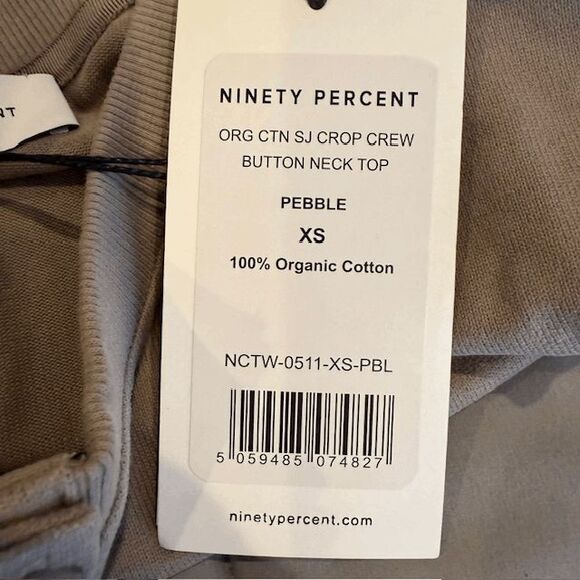 NINETY PERCENT
ORG CTN SJ CROP CREW
BUTTON NECK TOP
PEBBLE
XS
100% Organic Cotton
NCTW-0511-XS-PBL
5 059485 074827
ninetypercent.com